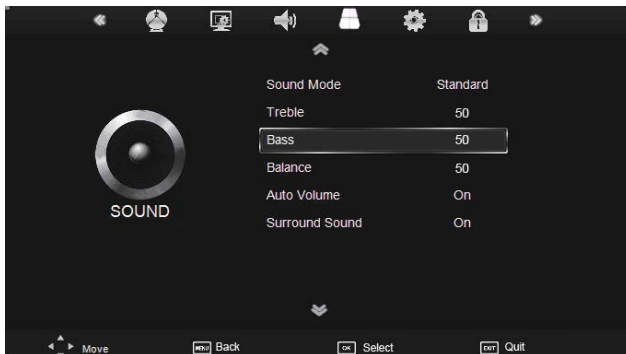 Sound Mode Standard
Treble 50
Bass 50
Balance 50
Auto Volume On
Surround Sound On
SOUND
Move MENU Back OK Select EXIT Quit